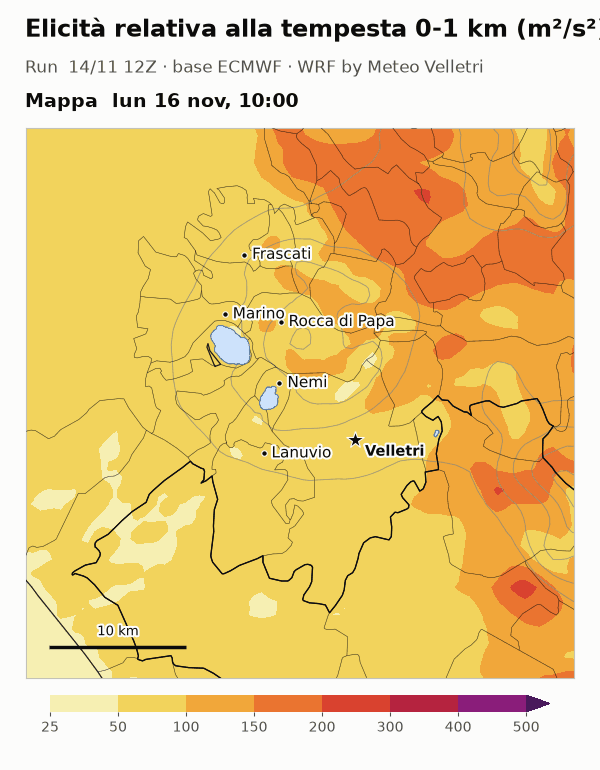 Elicità relativa alla tempesta 0-1 km (m²/s²)
Run  14/11 12Z · base ECMWF · WRF by Meteo Velletri
Mappa  lun 16 nov, 10:00
Frascati
Marino
Rocca di Papa
Nemi
Velletri
Lanuvio
10 km
25 50 100 150 200 300 400 500